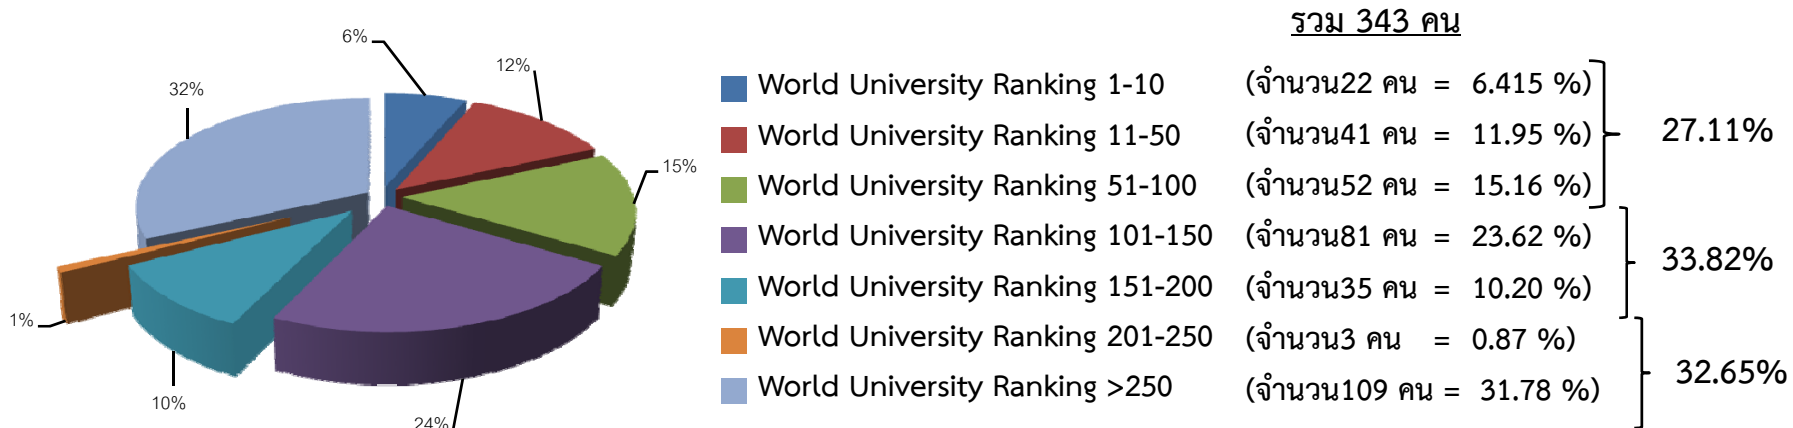 รวม 343 คน
6%
12%
32%
15%
1%
10%
24%
World University Ranking 1-10 (จำนวน22 คน = 6.415 %)
World University Ranking 11-50 (จำนวน41 คน = 11.95 %)
27.11%
World University Ranking 51-100 (จำนวน52 คน = 15.16 %)
World University Ranking 101-150 (จำนวน81 คน = 23.62 %)
33.82%
World University Ranking 151-200 (จำนวน35 คน = 10.20 %)
World University Ranking 201-250 (จำนวน3 คน = 0.87 %)
32.65%
World University Ranking >250 (จำนวน109 คน = 31.78 %)